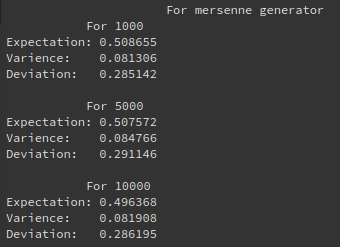 For mersenne generator
For 1000
Expectation: 0.508655
Varience: 0.081306
Deviation: 0.285142
For 5000
Expectation: 0.507572
Varience: 0.084766
Deviation: 0.291146
For 10000
Expectation: 0.496368
Varience: 0.081908
Deviation: 0.286195